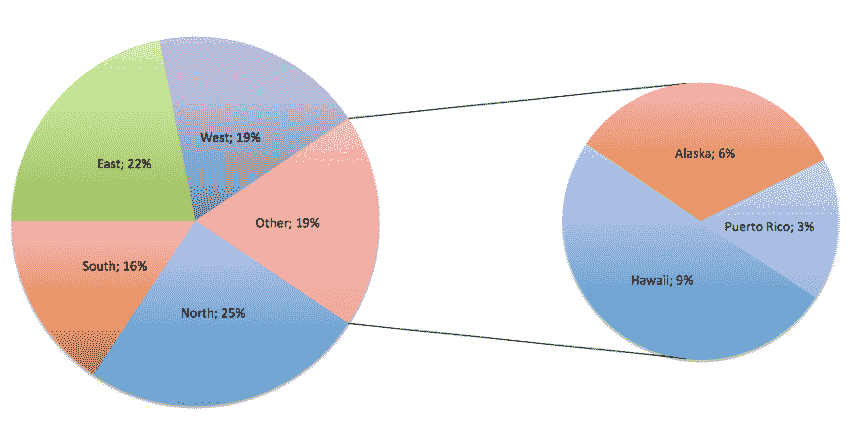 West; 19%
East; 22%
Other; 19%
South; 16%
North; 25%
Alaska; 6%
Puerto Rico; 3%
Hawaii; 9%